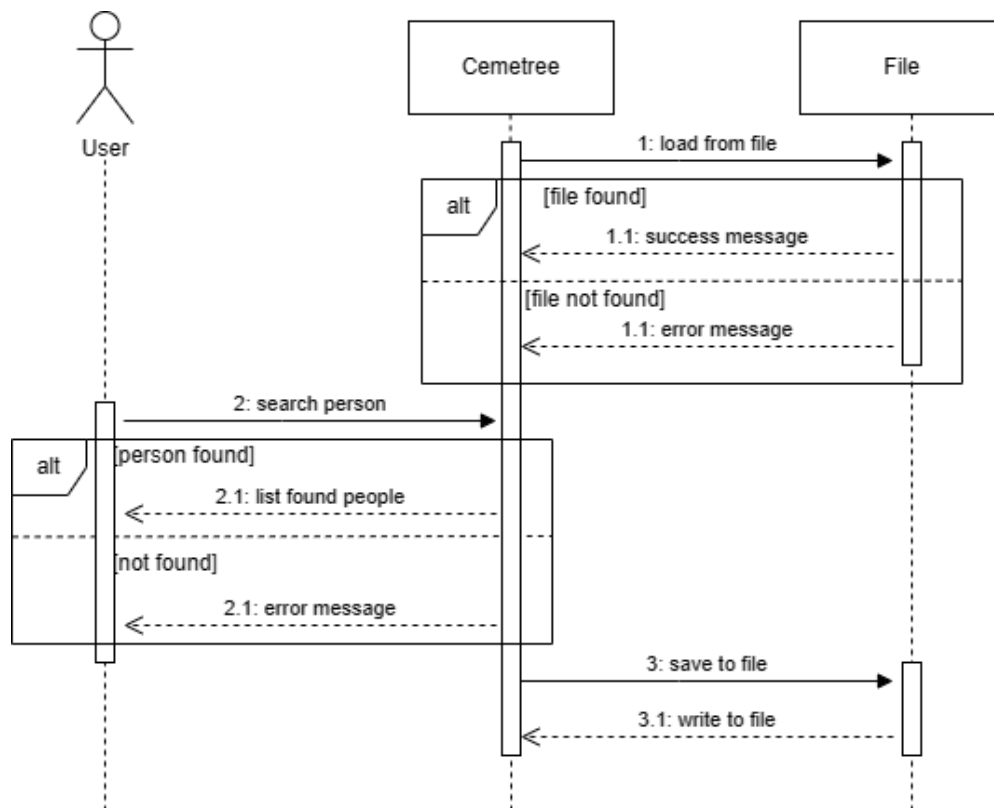 Cemetree
File
User
1: load from file
alt
[file found]
1.1: success message
[file not found]
1.1: error message
2: search person
alt
[person found]
2.1: list found people
[not found]
2.1: error message
3: save to file
3.1: write to file